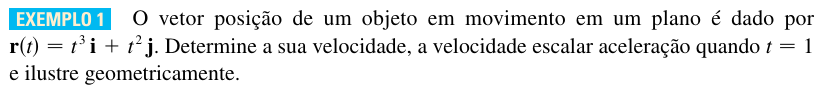 EXEMPLO 1 O vetor posição de um objeto em movimento em um plano é dado por
r(t) = t³ i + t² j. Determine a sua velocidade, a velocidade escalar aceleração quando t = 1
e ilustre geometricamente.